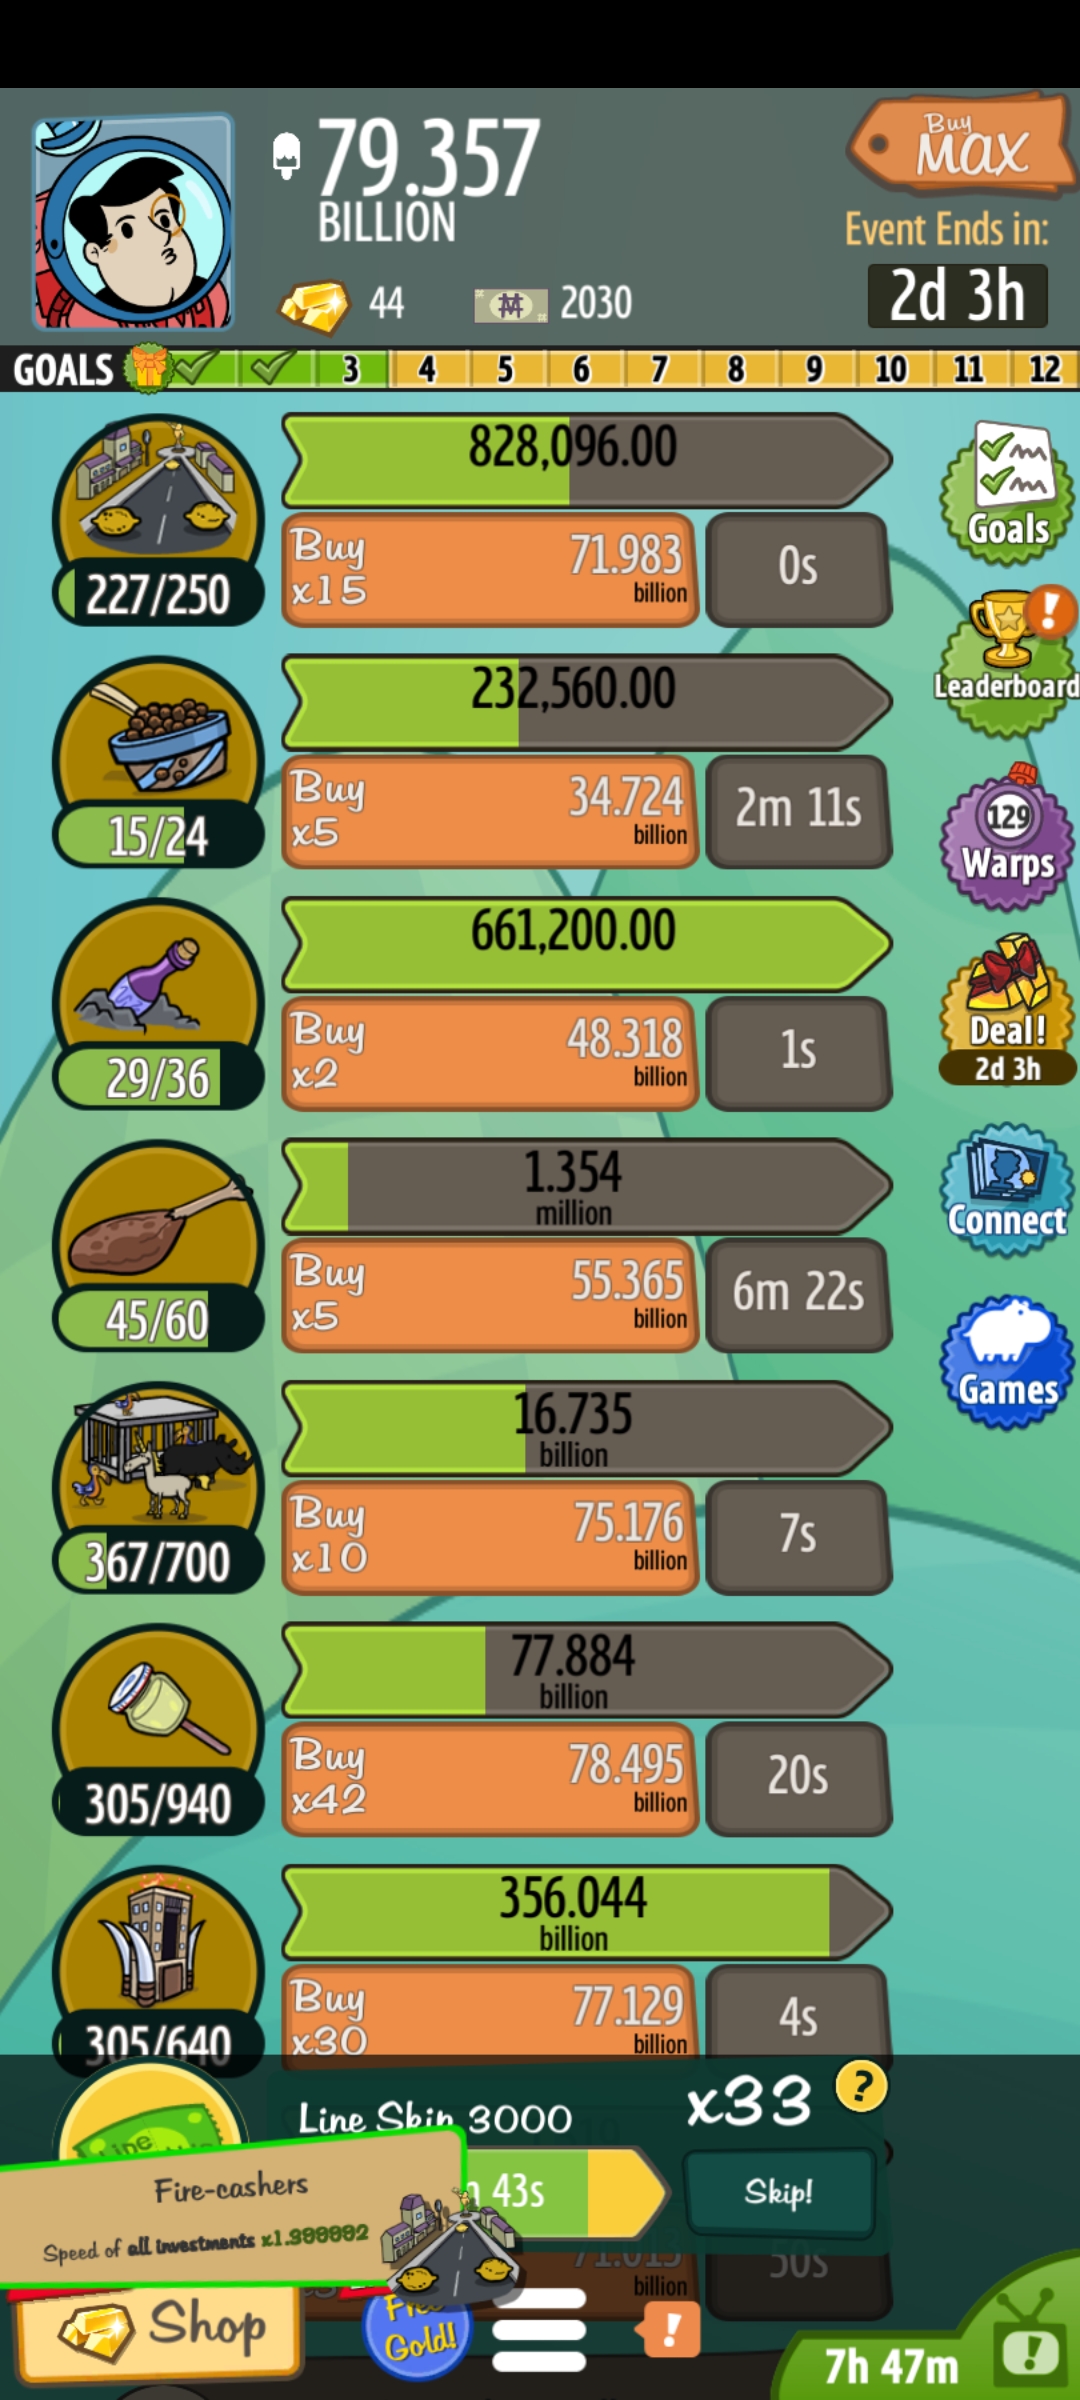 79.357
BILLION
Buy
MAX
Event Ends in:
44
2030
2d 3h
GOALS
3 4 5 6 7 8 9 10 11 12
828,096.00
227/250
Buy
x15
71.983
billion
0s
Goals
232,560.00
15/24
Buy
x5
34.724
billion
2m 11s
Leaderboard
661,200.00
29/36
Buy
x2
48.318
billion
1s
129
Warps
1.354
million
45/60
Buy
x5
55.365
billion
6m 22s
Deal!
2d 3h
16.735
billion
367/700
Buy
x10
75.176
billion
7s
Connect
77.884
billion
305/940
Buy
x42
78.495
billion
20s
Games
356.044
billion
305/640
Buy
x30
77.129
billion
4s
Line Skip 3000
x33
?
43s
Skip!
Fire-cashers
Speed of all investments x1.999992
71.013
billion
50s
Shop
Free
Gold!
7h 47m